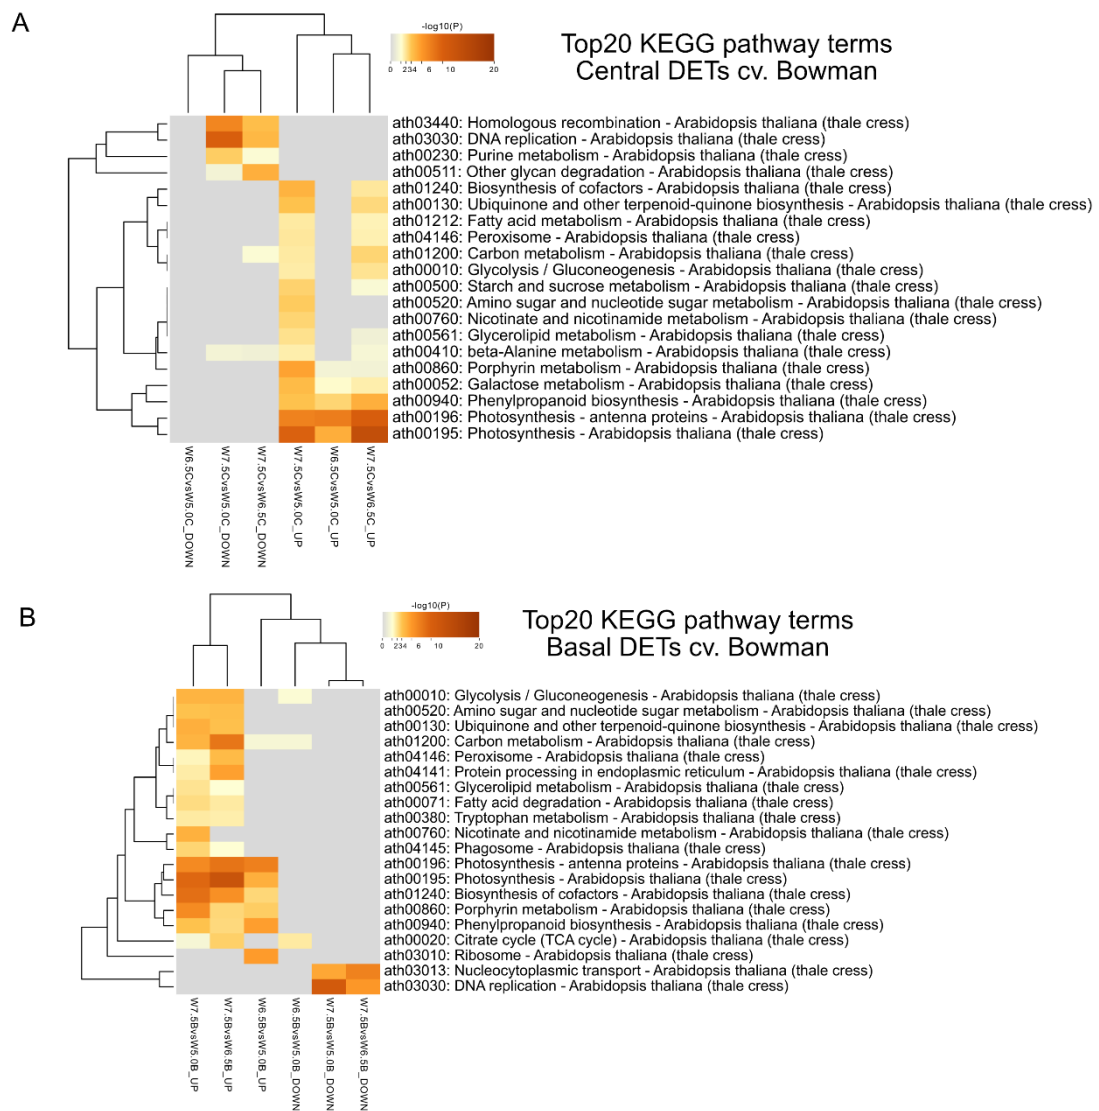 A
-log10(P)
0 2 3 4 6 10 20
Top20 KEGG pathway terms
Central DETs cv. Bowman
ath03440: Homologous recombination - Arabidopsis thaliana (thale cress)
ath03030: DNA replication - Arabidopsis thaliana (thale cress)
ath00230: Purine metabolism - Arabidopsis thaliana (thale cress)
ath00511: Other glycan degradation - Arabidopsis thaliana (thale cress)
ath01240: Biosynthesis of cofactors - Arabidopsis thaliana (thale cress)
ath00130: Ubiquinone and other terpenoid-quinone biosynthesis - Arabidopsis thaliana (thale cress)
ath01212: Fatty acid metabolism - Arabidopsis thaliana (thale cress)
ath04146: Peroxisome - Arabidopsis thaliana (thale cress)
ath01200: Carbon metabolism - Arabidopsis thaliana (thale cress)
ath00010: Glycolysis / Gluconeogenesis - Arabidopsis thaliana (thale cress)
ath00500: Starch and sucrose metabolism - Arabidopsis thaliana (thale cress)
ath00520: Amino sugar and nucleotide sugar metabolism - Arabidopsis thaliana (thale cress)
ath00760: Nicotinate and nicotinamide metabolism - Arabidopsis thaliana (thale cress)
ath00561: Glycerolipid metabolism - Arabidopsis thaliana (thale cress)
ath00410: beta-Alanine metabolism - Arabidopsis thaliana (thale cress)
ath00860: Porphyrin metabolism - Arabidopsis thaliana (thale cress)
ath00052: Galactose metabolism - Arabidopsis thaliana (thale cress)
ath00940: Phenylpropanoid biosynthesis - Arabidopsis thaliana (thale cress)
ath00196: Photosynthesis - antenna proteins - Arabidopsis thaliana (thale cress)
ath00195: Photosynthesis - Arabidopsis thaliana (thale cress)
W6.5CvsW5.0C_DOWN
W7.5CvsW5.0C_DOWN
W7.5CvsW6.5C_DOWN
W7.5CvsW5.0C_UP
W6.5CvsW5.0C_UP
W7.5CvsW6.5C_UP
B
-log10(P)
0 2 3 4 6 10 20
Top20 KEGG pathway terms
Basal DETs cv. Bowman
ath00010: Glycolysis / Gluconeogenesis - Arabidopsis thaliana (thale cress)
ath00520: Amino sugar and nucleotide sugar metabolism - Arabidopsis thaliana (thale cress)
ath00130: Ubiquinone and other terpenoid-quinone biosynthesis - Arabidopsis thaliana (thale cress)
ath01200: Carbon metabolism - Arabidopsis thaliana (thale cress)
ath04146: Peroxisome - Arabidopsis thaliana (thale cress)
ath04141: Protein processing in endoplasmic reticulum - Arabidopsis thaliana (thale cress)
ath00561: Glycerolipid metabolism - Arabidopsis thaliana (thale cress)
ath00071: Fatty acid degradation - Arabidopsis thaliana (thale cress)
ath00380: Tryptophan metabolism - Arabidopsis thaliana (thale cress)
ath00760: Nicotinate and nicotinamide metabolism - Arabidopsis thaliana (thale cress)
ath04145: Phagosome - Arabidopsis thaliana (thale cress)
ath00196: Photosynthesis - antenna proteins - Arabidopsis thaliana (thale cress)
ath00195: Photosynthesis - Arabidopsis thaliana (thale cress)
ath01240: Biosynthesis of cofactors - Arabidopsis thaliana (thale cress)
ath00860: Porphyrin metabolism - Arabidopsis thaliana (thale cress)
ath00940: Phenylpropanoid biosynthesis - Arabidopsis thaliana (thale cress)
ath00020: Citrate cycle (TCA cycle) - Arabidopsis thaliana (thale cress)
ath03010: Ribosome - Arabidopsis thaliana (thale cress)
ath03013: Nucleocytoplasmic transport - Arabidopsis thaliana (thale cress)
ath03030: DNA replication - Arabidopsis thaliana (thale cress)
W7.5BvsW5.0B_UP
W7.5BvsW6.5B_UP
W6.5BvsW5.0B_UP
W6.5BvsW5.0B_DOWN
W7.5BvsW5.0B_DOWN
W7.5BvsW6.5B_DOWN